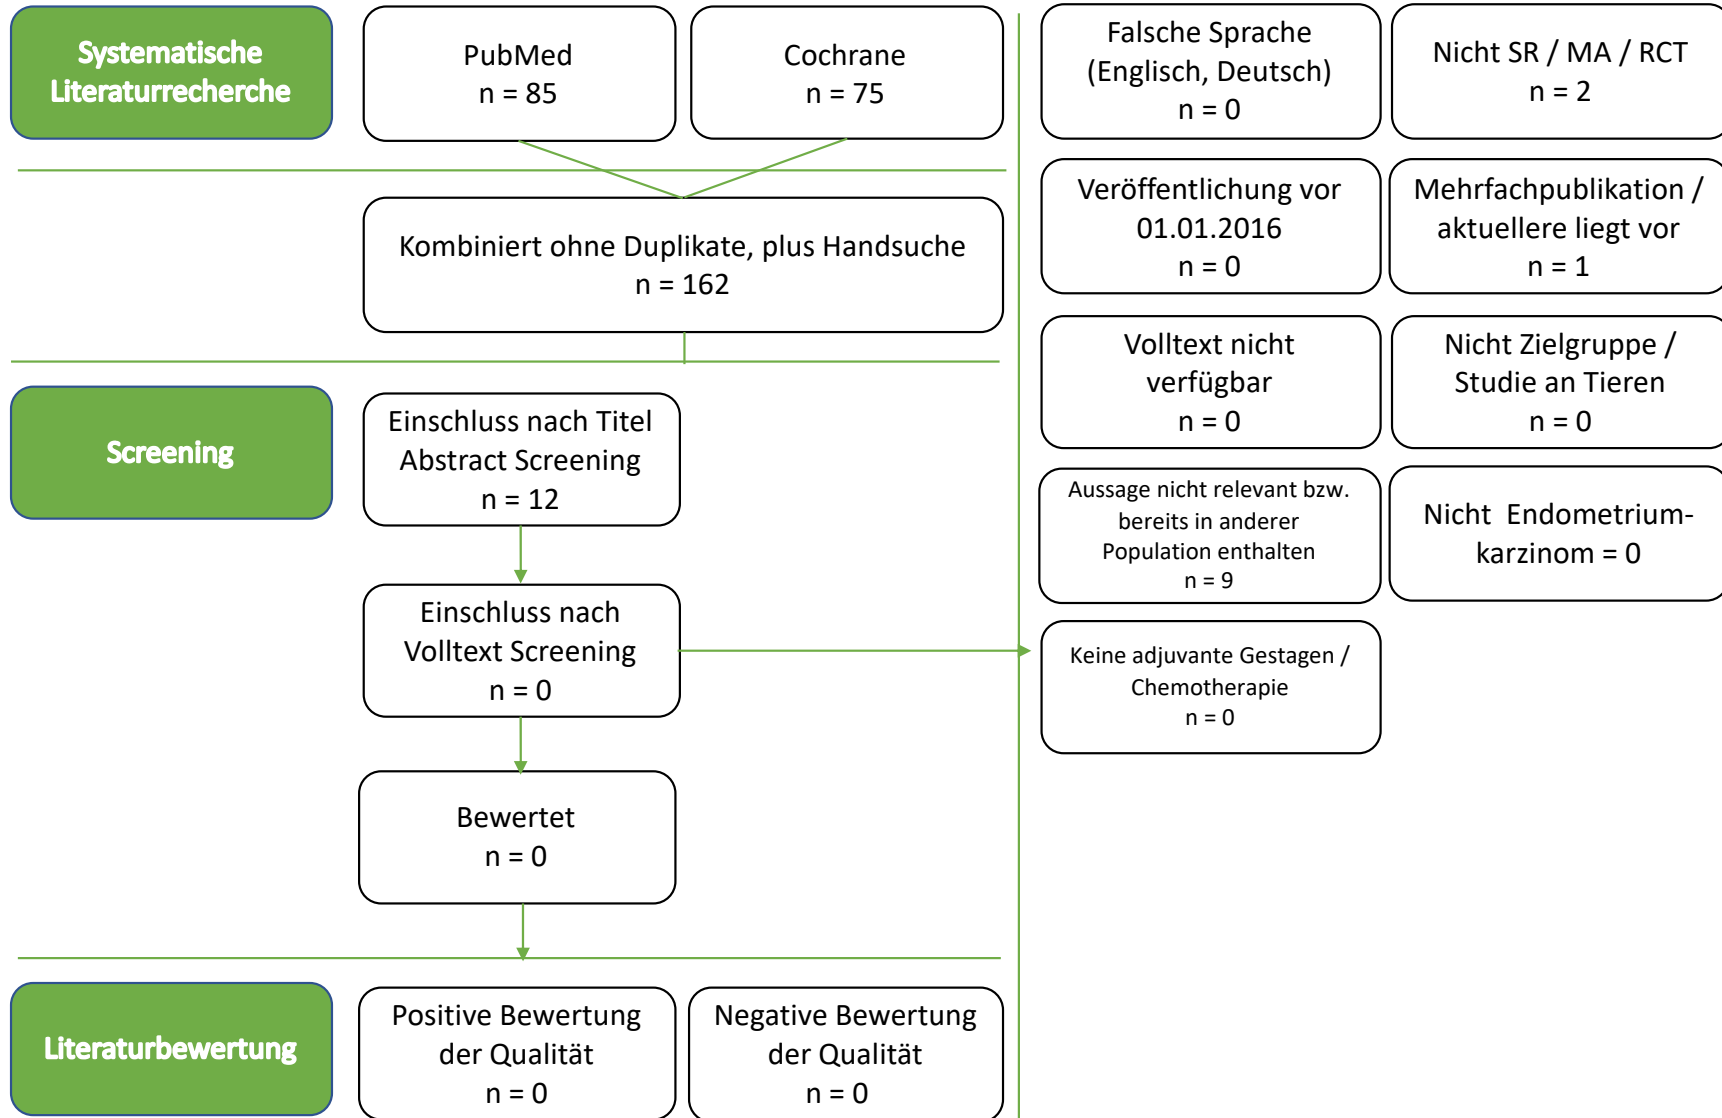 Systematische
Literaturrecherche
PubMed
n = 85
Cochrane
n = 75
Kombiniert ohne Duplikate, plus Handsuche
n = 162
Screening
Einschluss nach Titel
Abstract Screening
n = 12
Einschluss nach
Volltext Screening
n = 0
Bewertet
n = 0
Literaturbewertung
Positive Bewertung
der Qualität
n = 0
Negative Bewertung
der Qualität
n = 0
Falsche Sprache
(Englisch, Deutsch)
n = 0
Nicht SR / MA / RCT
n = 2
Veröffentlichung vor
01.01.2016
n = 0
Mehrfachpublikation /
aktuellere liegt vor
n = 1
Volltext nicht
verfügbar
n = 0
Nicht Zielgruppe /
Studie an Tieren
n = 0
Aussage nicht relevant bzw.
bereits in anderer
Population enthalten
n = 9
Nicht Endometrium-
karzinom = 0
Keine adjuvante Gestagen /
Chemotherapie
n = 0